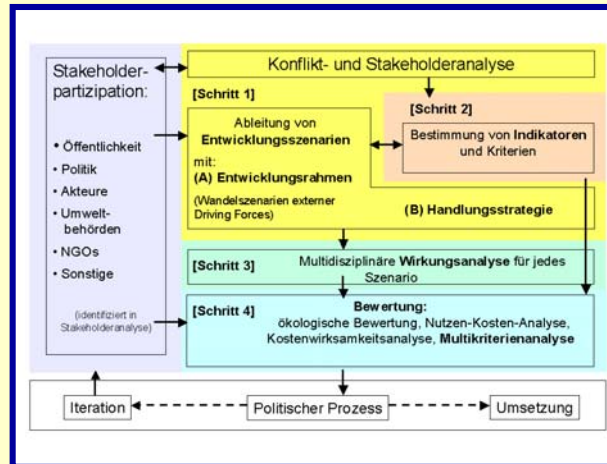 Stakeholder-
partizipation:
• Öffentlichkeit
• Politik
• Akteure
• Umwelt-
behörden
• NGOs
• Sonstige
(identifiziert in
Stakeholderanalyse)
Konflikt- und Stakeholderanalyse
[Schritt 1]
Ableitung von
Entwicklungsszenarien
mit:
(A) Entwicklungsrahmen
(Wandelszenarien externer
Driving Forces)
(B) Handlungsstrategie
[Schritt 2]
Bestimmung von Indikatoren
und Kriterien
[Schritt 3]
Multidisziplinäre Wirkungsanalyse für jedes
Szenario
[Schritt 4]
Bewertung:
ökologische Bewertung, Nutzen-Kosten-Analyse,
Kostenwirksamkeitsanalyse, Multikriterienanalyse
Iteration
Politischer Prozess
Umsetzung